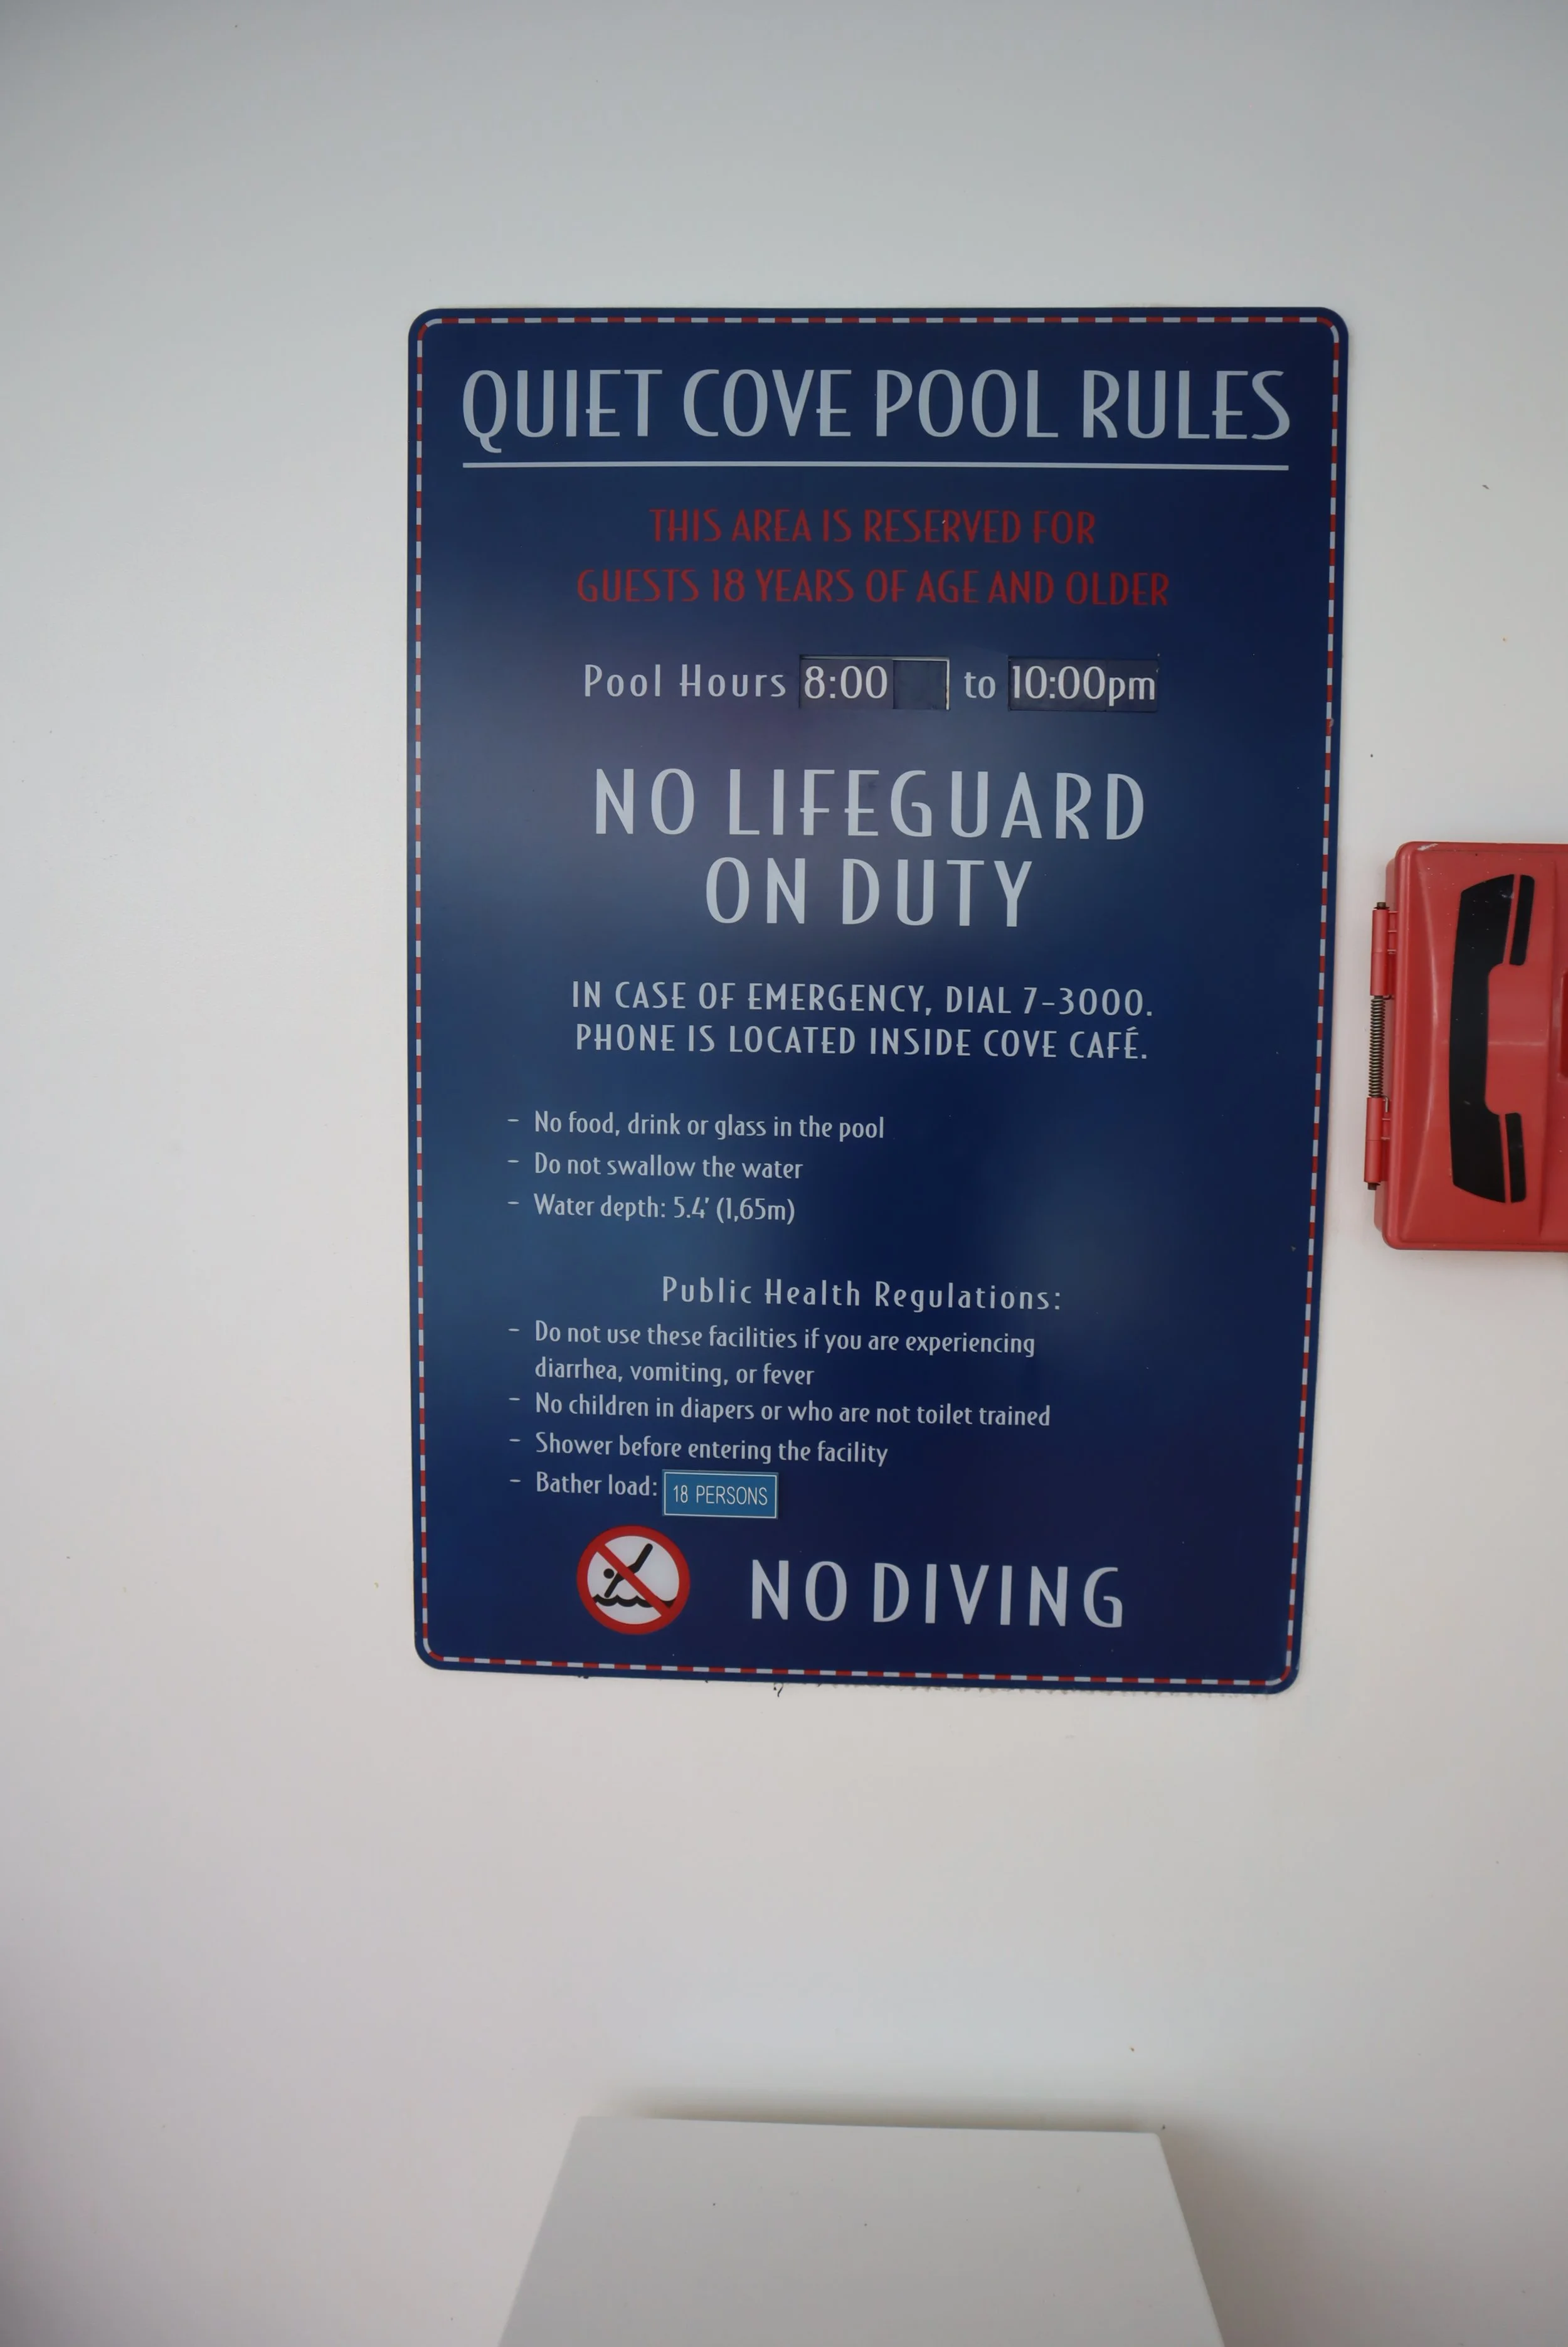 QUIET COVE POOL RULES
THIS AREA IS RESERVED FOR
GUESTS 18 YEARS OF AGE AND OLDER
Pool Hours 8:00 to 10:00pm
NO LIFEGUARD
ON DUTY
IN CASE OF EMERGENCY, DIAL 7-3000.
PHONE IS LOCATED INSIDE COVE CAFÉ.
- No food, drink or glass in the pool
- Do not swallow the water
- Water depth: 5.4' (1,65m)
Public Health Regulations:
- Do not use these facilities if you are experiencing
diarrhea, vomiting, or fever
- No children in diapers or who are not toilet trained
- Shower before entering the facility
- Bather load: 18 PERSONS
NO DIVING